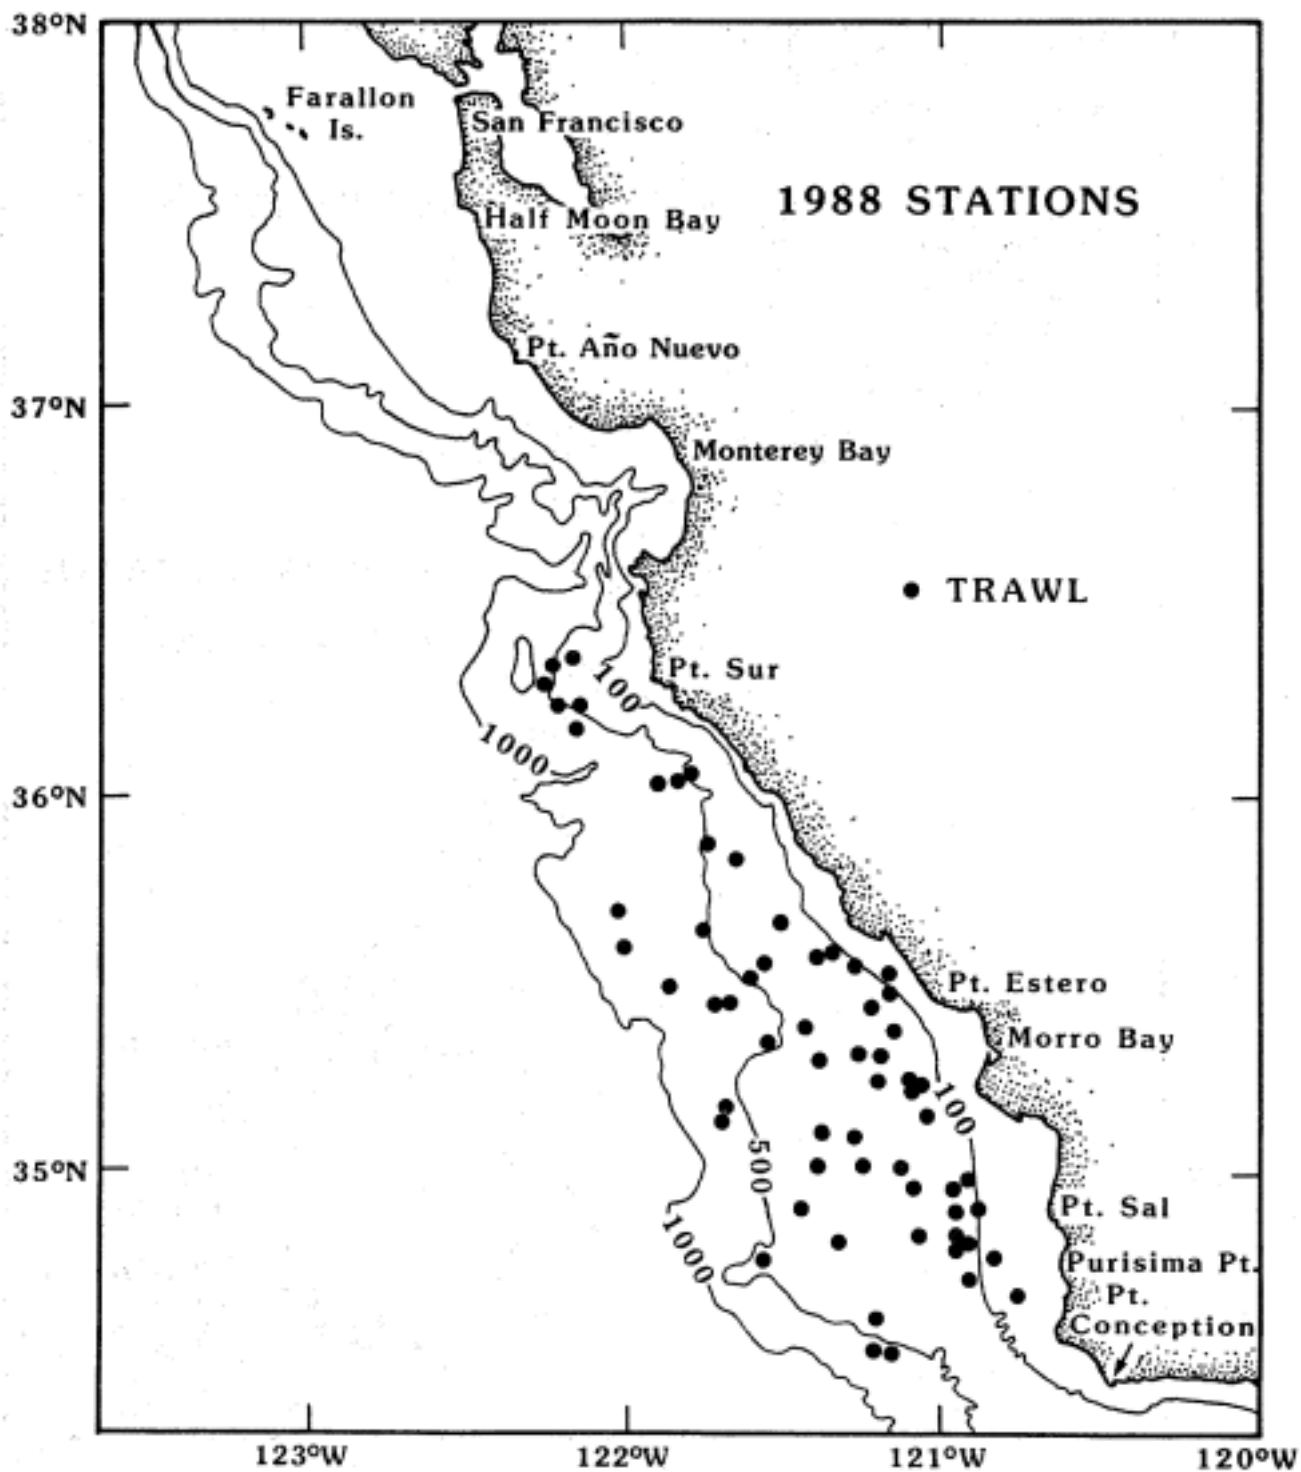 38°N
Farallon
Is.
San Francisco
1988 STATIONS
Half Moon Bay
Pt. Año Nuevo
37°N
Monterey Bay
TRAWL
Pt. Sur
100
1000
36°N
Pt. Estero
Morro Bay
100
500
35°N
Pt. Sal
1000
Purisima Pt.
Pt.
Conception
123°W
122°W
121°W
120°W